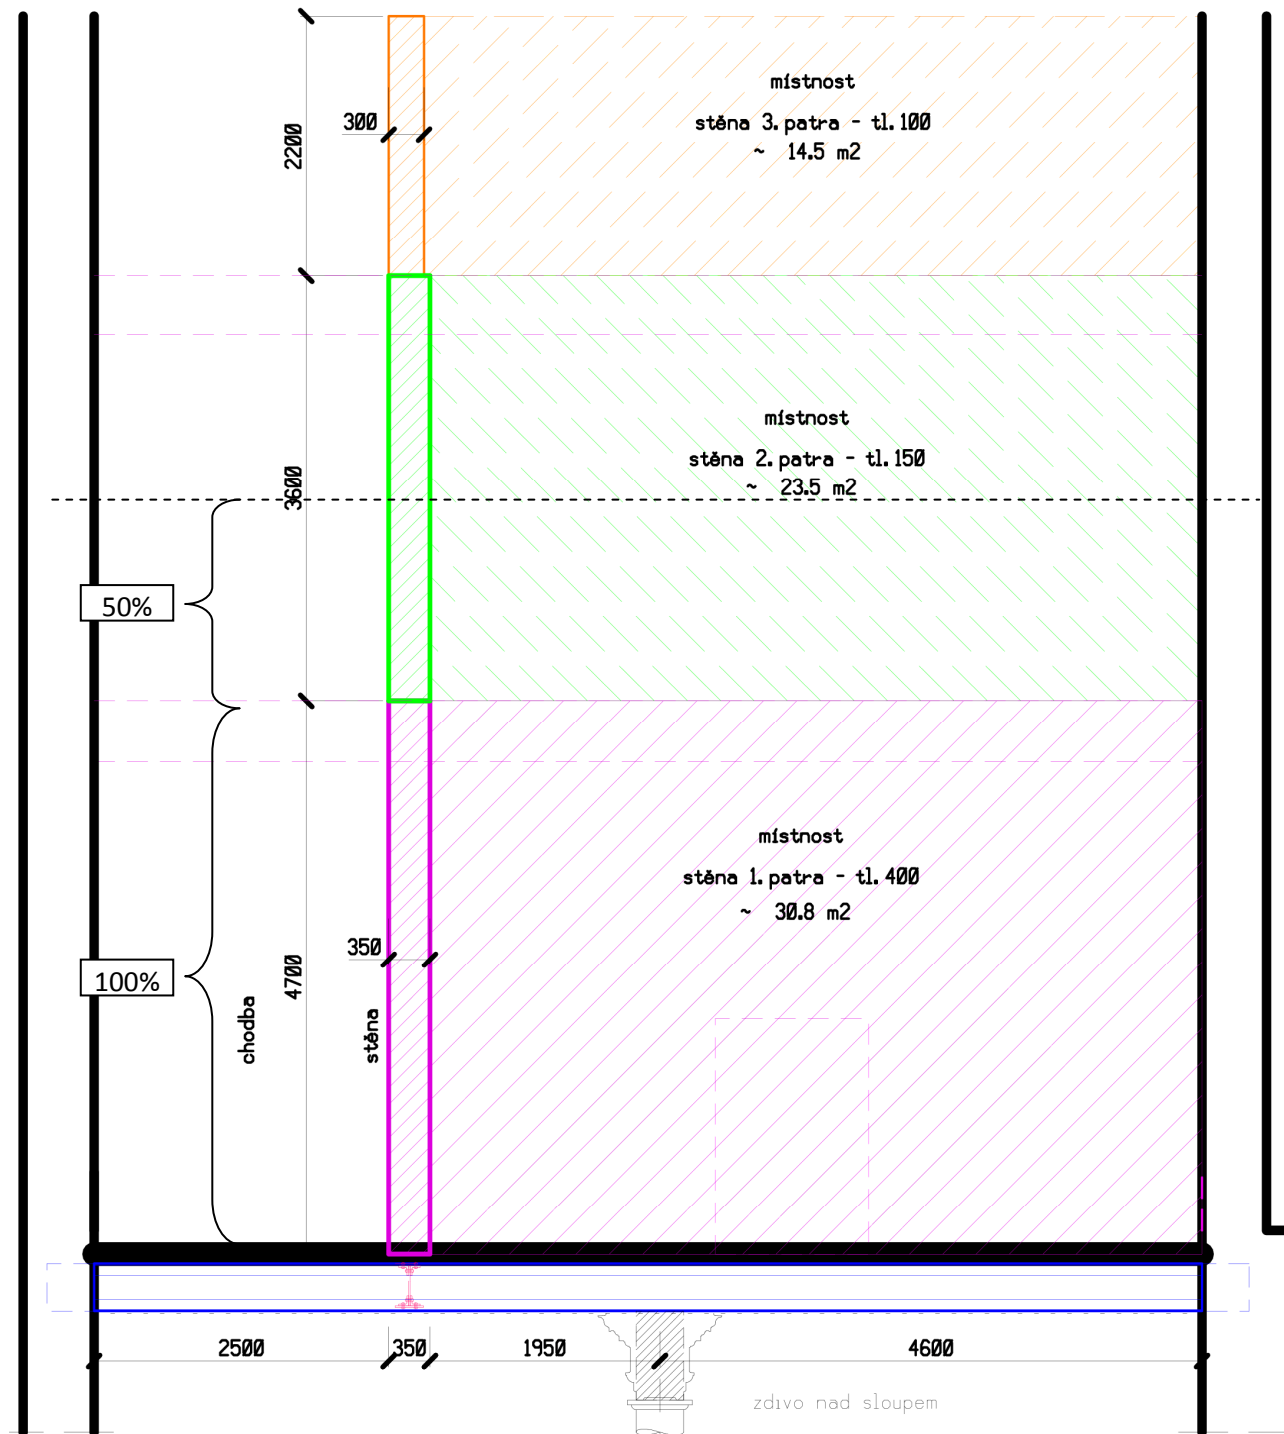 místnost
stěna 3. patra - tl. 100
~ 14.5 m2
300
2200
místnost
stěna 2. patra - tl. 150
~ 23.5 m2
3600
50%
místnost
stěna 1. patra - tl. 400
~ 30.8 m2
350
4700
100%
chodba
stěna
2500
350
1950
4600
zdivo nad sloupem